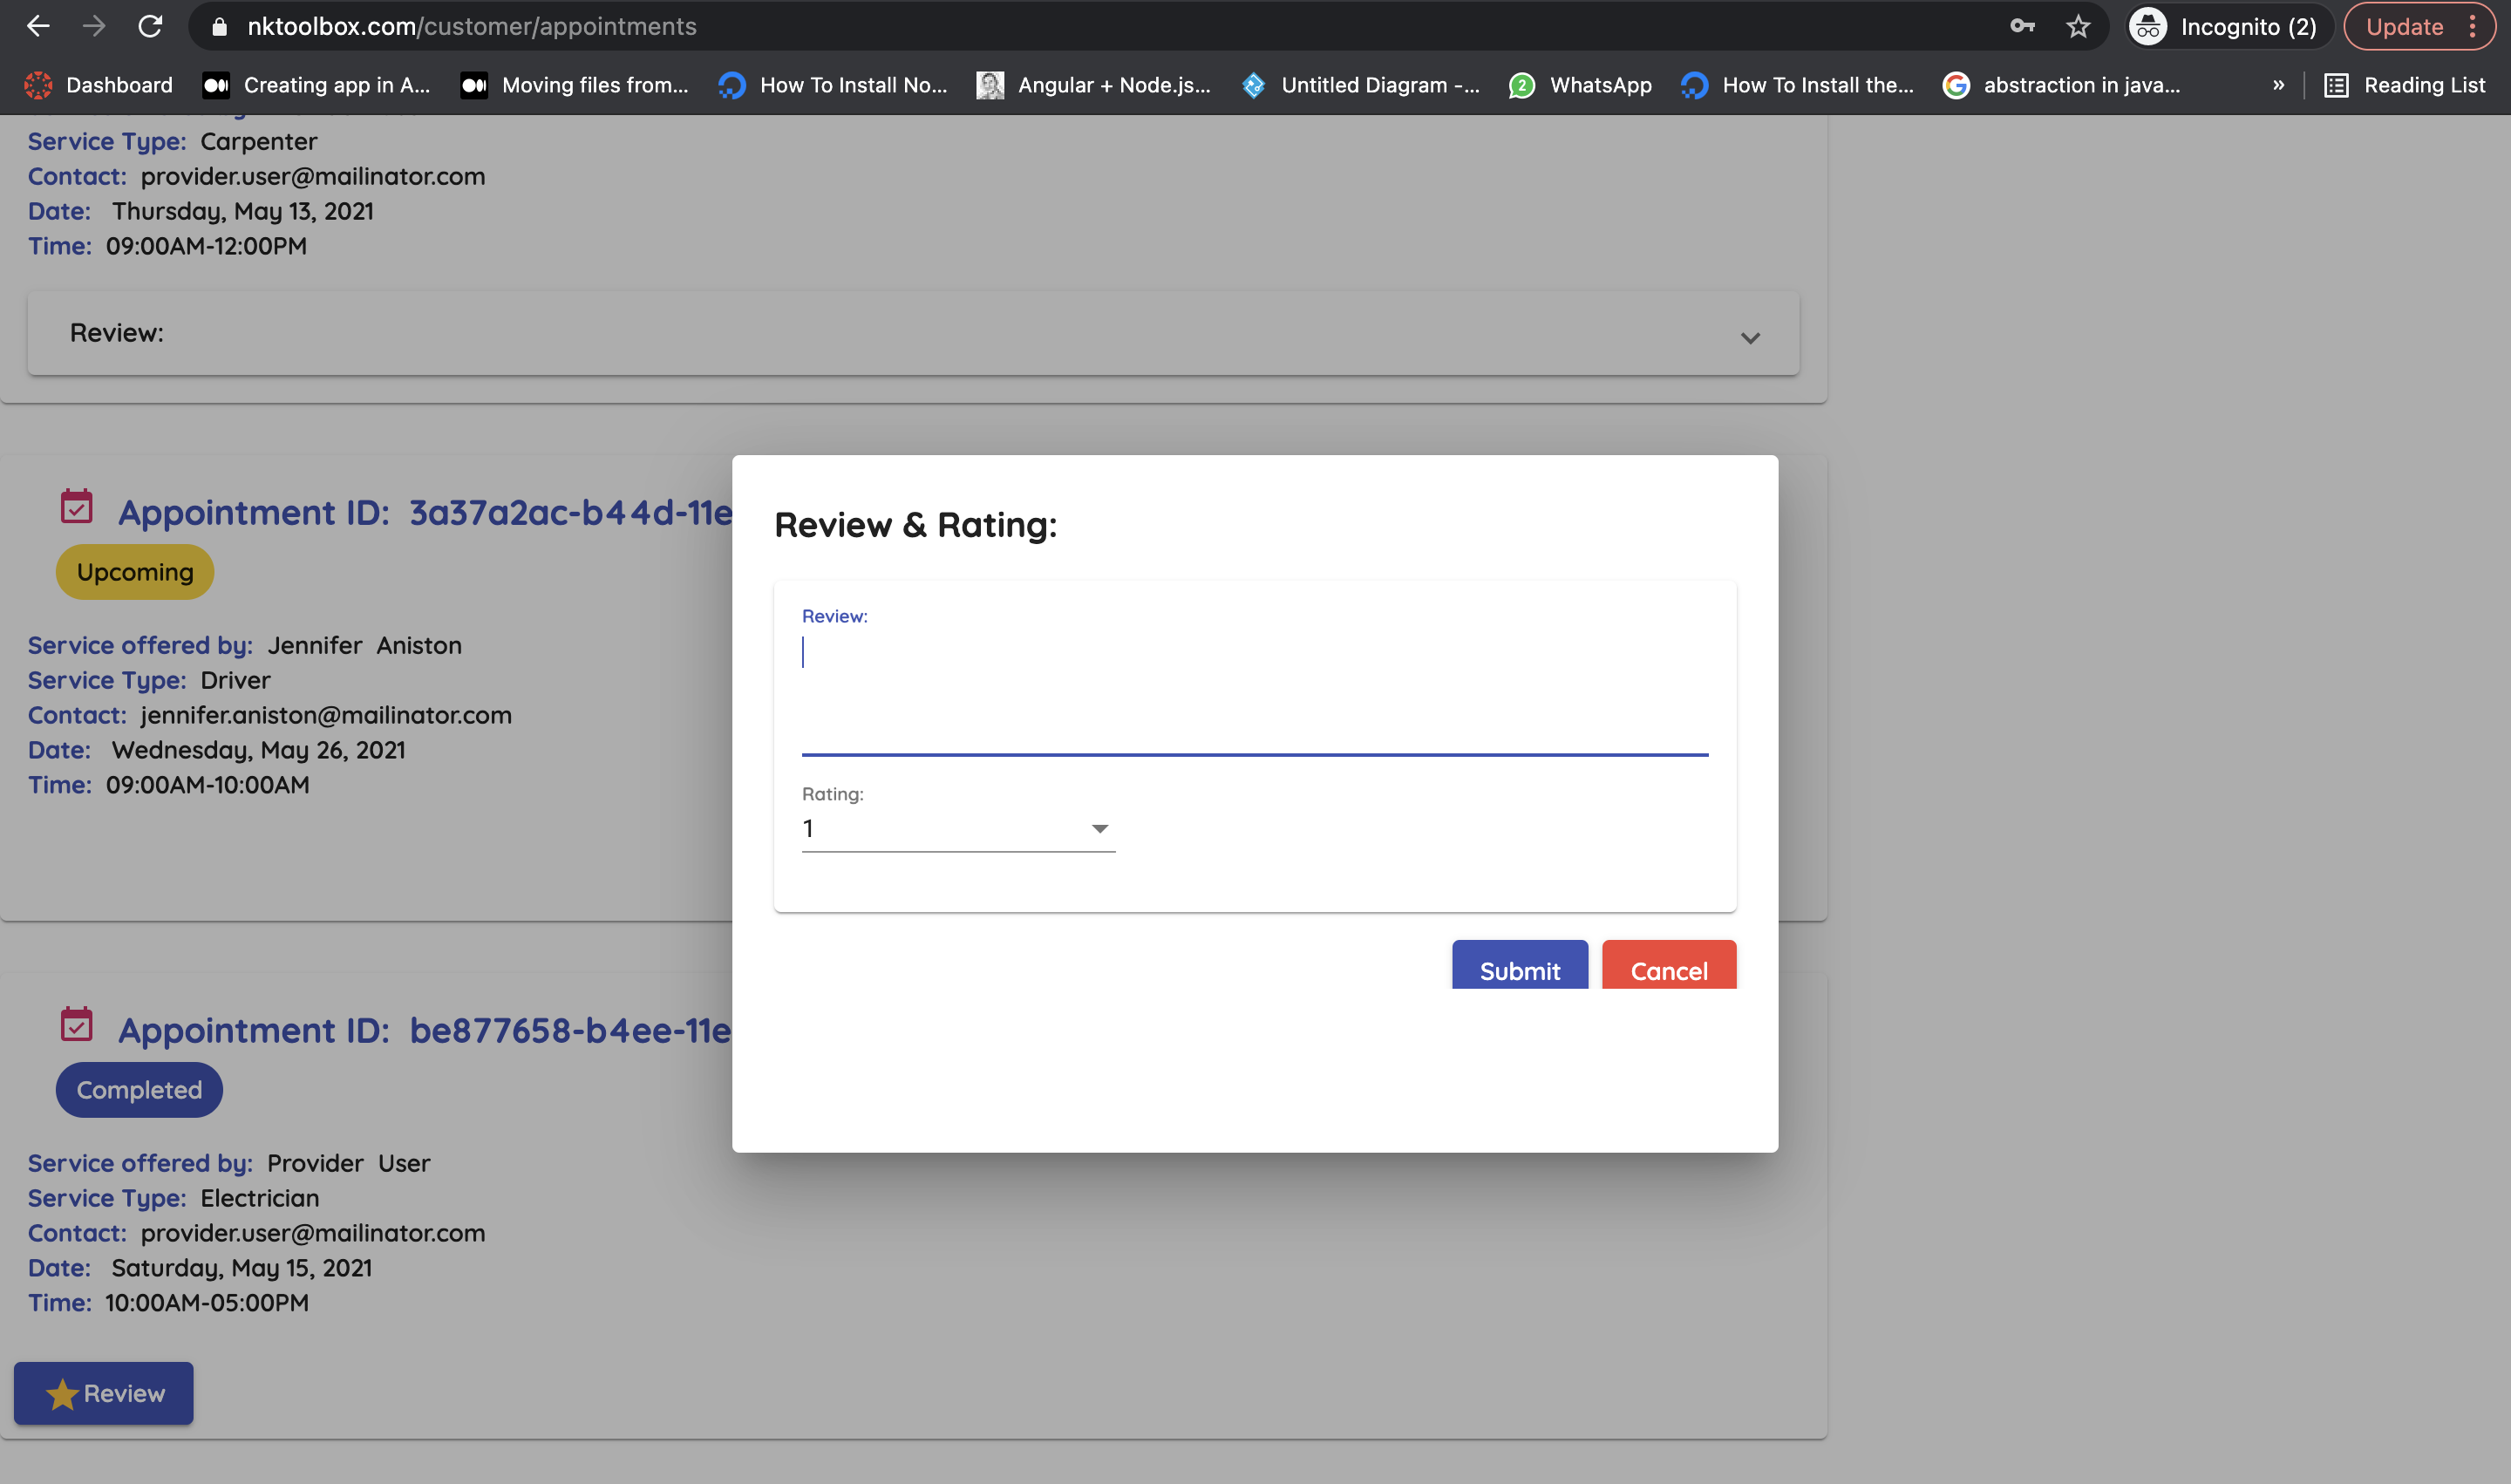 nktoolbox.com/customer/appointments
Incognito (2)
Update
Dashboard
Creating app in A...
Moving files from...
How To Install No...
Angular + Node.js...
Untitled Diagram -...
2
WhatsApp
How To Install the...
abstraction in java...
»
Reading List
Service Type: Carpenter
Contact: provider.user@mailinator.com
Date: Thursday, May 13, 2021
Time: 09:00AM-12:00PM
Review:
Appointment ID: 3a37a2ac-b44d-11e
Upcoming
Service offered by: Jennifer Aniston
Service Type: Driver
Contact: jennifer.aniston@mailinator.com
Date: Wednesday, May 26, 2021
Time: 09:00AM-10:00AM
Review & Rating:
Review:
Rating:
1
Submit
Cancel
Appointment ID: be877658-b4ee-11e
Completed
Service offered by: Provider User
Service Type: Electrician
Contact: provider.user@mailinator.com
Date: Saturday, May 15, 2021
Time: 10:00AM-05:00PM
Review